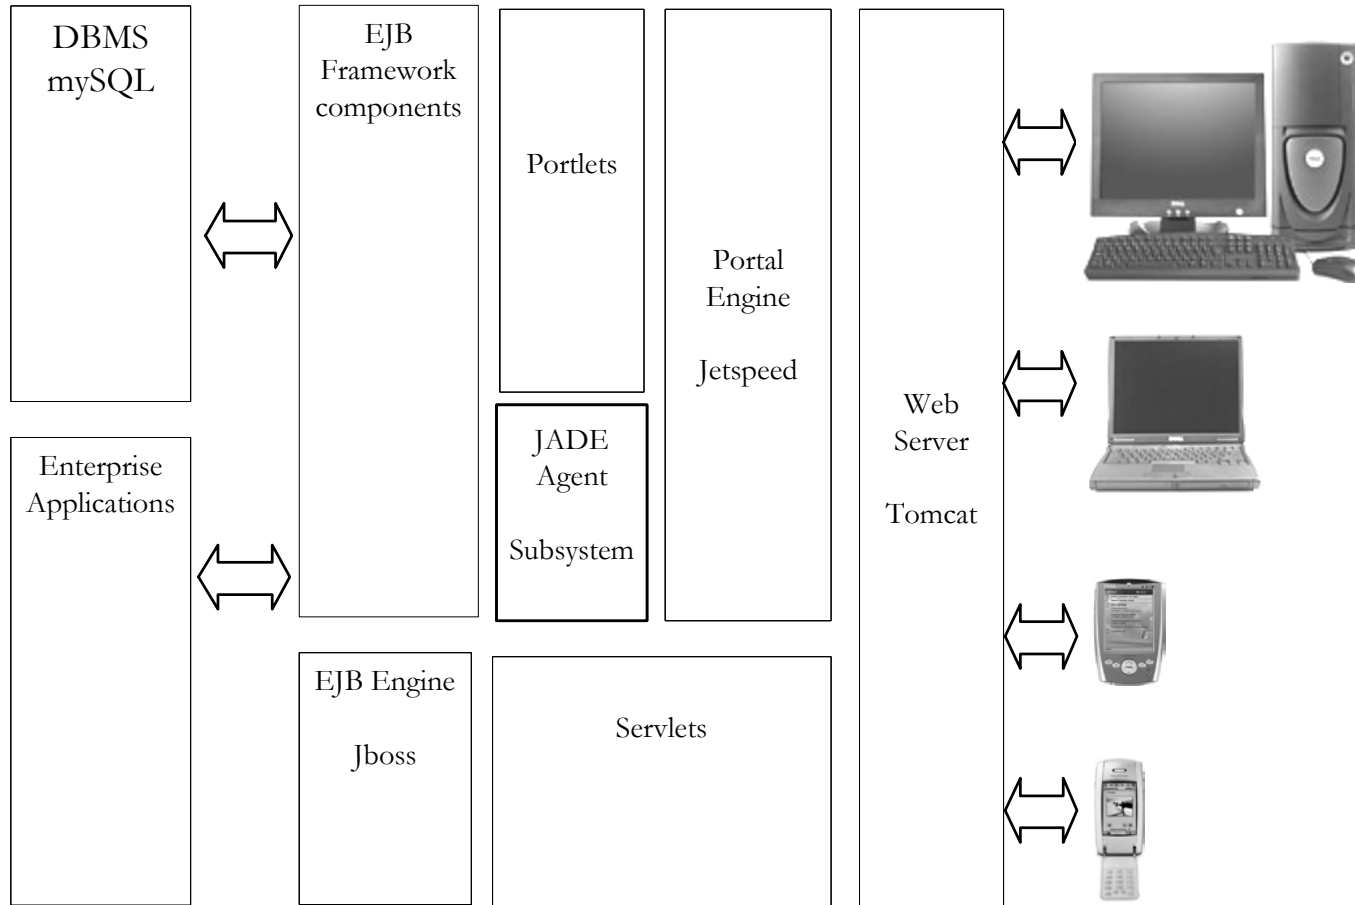 DBMS
mySQL
EJB
Framework
components
Portlets
Portal
Engine
Jetspeed
Web
Server
Tomcat
JADE
Agent
Subsystem
Enterprise
Applications
EJB Engine
Jboss
Servlets